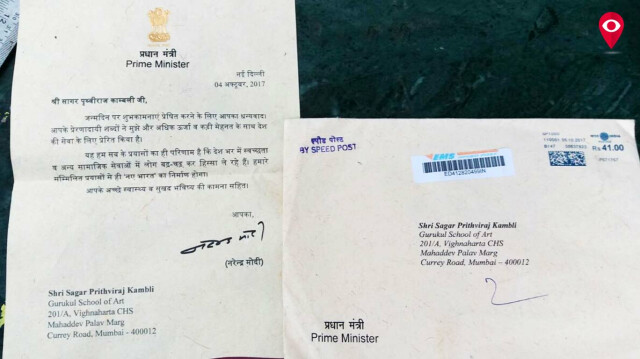 प्रधान मंत्री
Prime Minister
नई दिल्ली
04 अक्टूबर, 2017
श्री सागर पृथ्वीराज काम्बली जी,
जन्मदिन पर शुभकामनाएं प्रेषित करने के लिए आपका धन्यवाद।
आपके प्रेरणादायी शब्दों ने मुझे और अधिक ऊर्जा व कड़ी मेहनत के साथ देश
की सेवा के लिए प्रेरित किया है।
यह हम सब के प्रयासों का ही परिणाम है कि देश भर में स्वच्छता
व अन्य सामाजिक सेवाओं में लोग बढ़-चढ़ कर हिस्सा ले रहे हैं। हमारे
सम्मिलित प्रयासों से ही 'नए भारत' का निर्माण होगा।
आपके अच्छे स्वास्थ्य व सुखद भविष्य की कामना सहित।
आपका,
नरेन्द्र मोदी
(नरेन्द्र मोदी)
Shri Sagar Prithviraj Kambli
Gurukul School of Art
201/A, Vighnaharta CHS
Mahaddev Palav Marg
Currey Road, Mumbai - 400012
स्पीड पोस्ट
BY SPEED POST
EMS
ED412820499IN
₹41.00
Shri Sagar Prithviraj Kambli
Gurukul School of Art
201/A, Vighnaharta CHS
Mahaddev Palav Marg
Currey Road, Mumbai - 400012
प्रधान मंत्री
Prime Minister